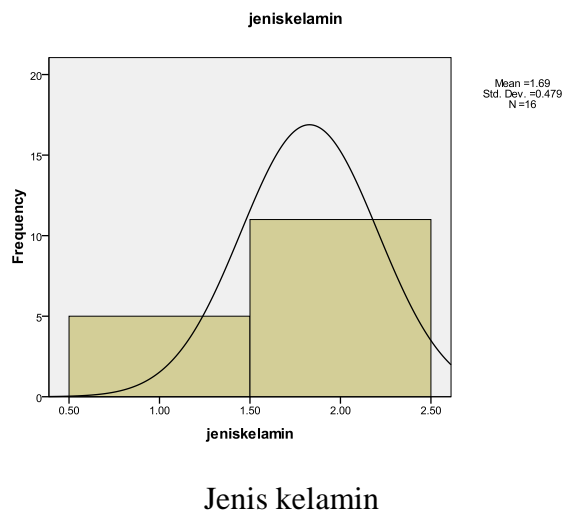 jeniskelamin
Mean =1.69
Std. Dev. =0.479
N =16
20
15
10
5
0
Frequency
0.50 1.00 1.50 2.00 2.50
jeniskelamin
Jenis kelamin